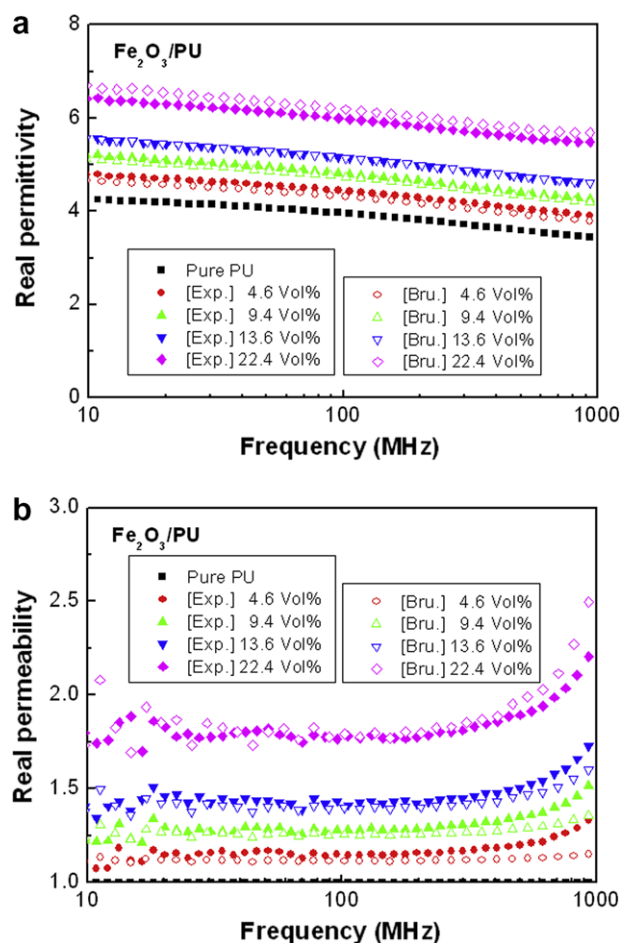 a
Fe2O3/PU
8
6
4
2
0
Real permittivity
Pure PU
[Exp.] 4.6 Vol%
[Exp.] 9.4 Vol%
[Exp.] 13.6 Vol%
[Exp.] 22.4 Vol%
[Bru.] 4.6 Vol%
[Bru.] 9.4 Vol%
[Bru.] 13.6 Vol%
[Bru.] 22.4 Vol%
10
100
1000
Frequency (MHz)
b
Fe2O3/PU
3.0
2.5
2.0
1.5
1.0
Real permeability
Pure PU
[Exp.] 4.6 Vol%
[Exp.] 9.4 Vol%
[Exp.] 13.6 Vol%
[Exp.] 22.4 Vol%
[Bru.] 4.6 Vol%
[Bru.] 9.4 Vol%
[Bru.] 13.6 Vol%
[Bru.] 22.4 Vol%
10
100
1000
Frequency (MHz)